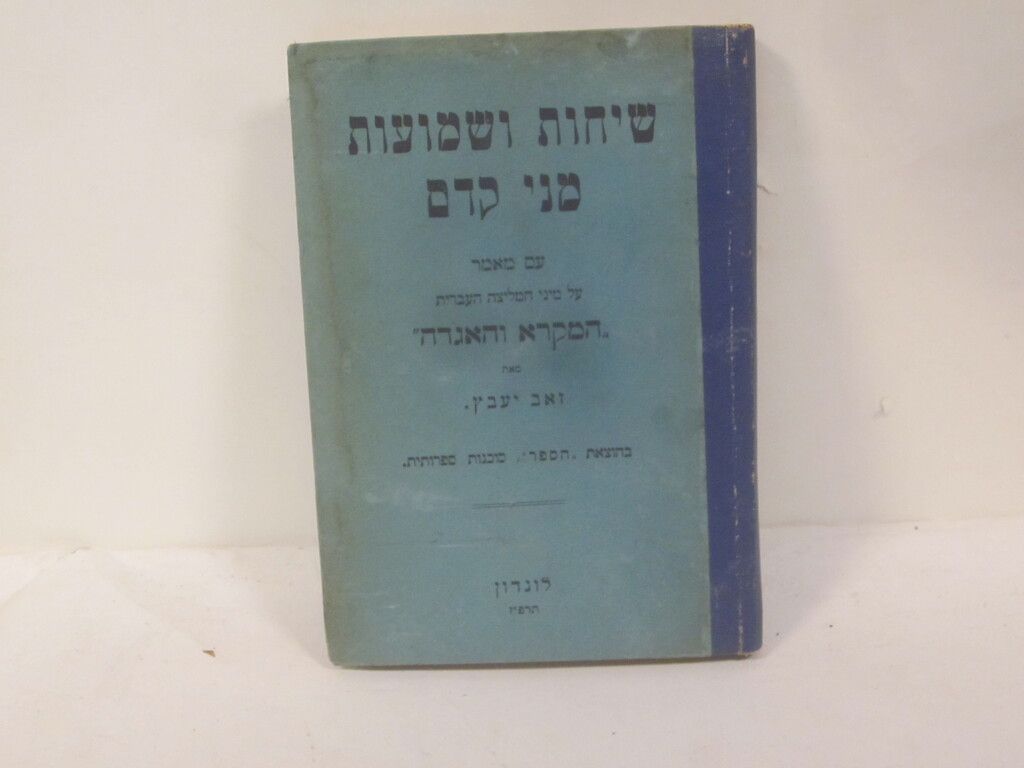 שיחות ושמועות
מני קדם
עם מאמר
על מיני המליצה העברית
„המקרא והאגדה"
מאת
זאב יעבץ.
בהוצאת „הספר", סוכנות ספרותית.
לונדון
תרפ״ז